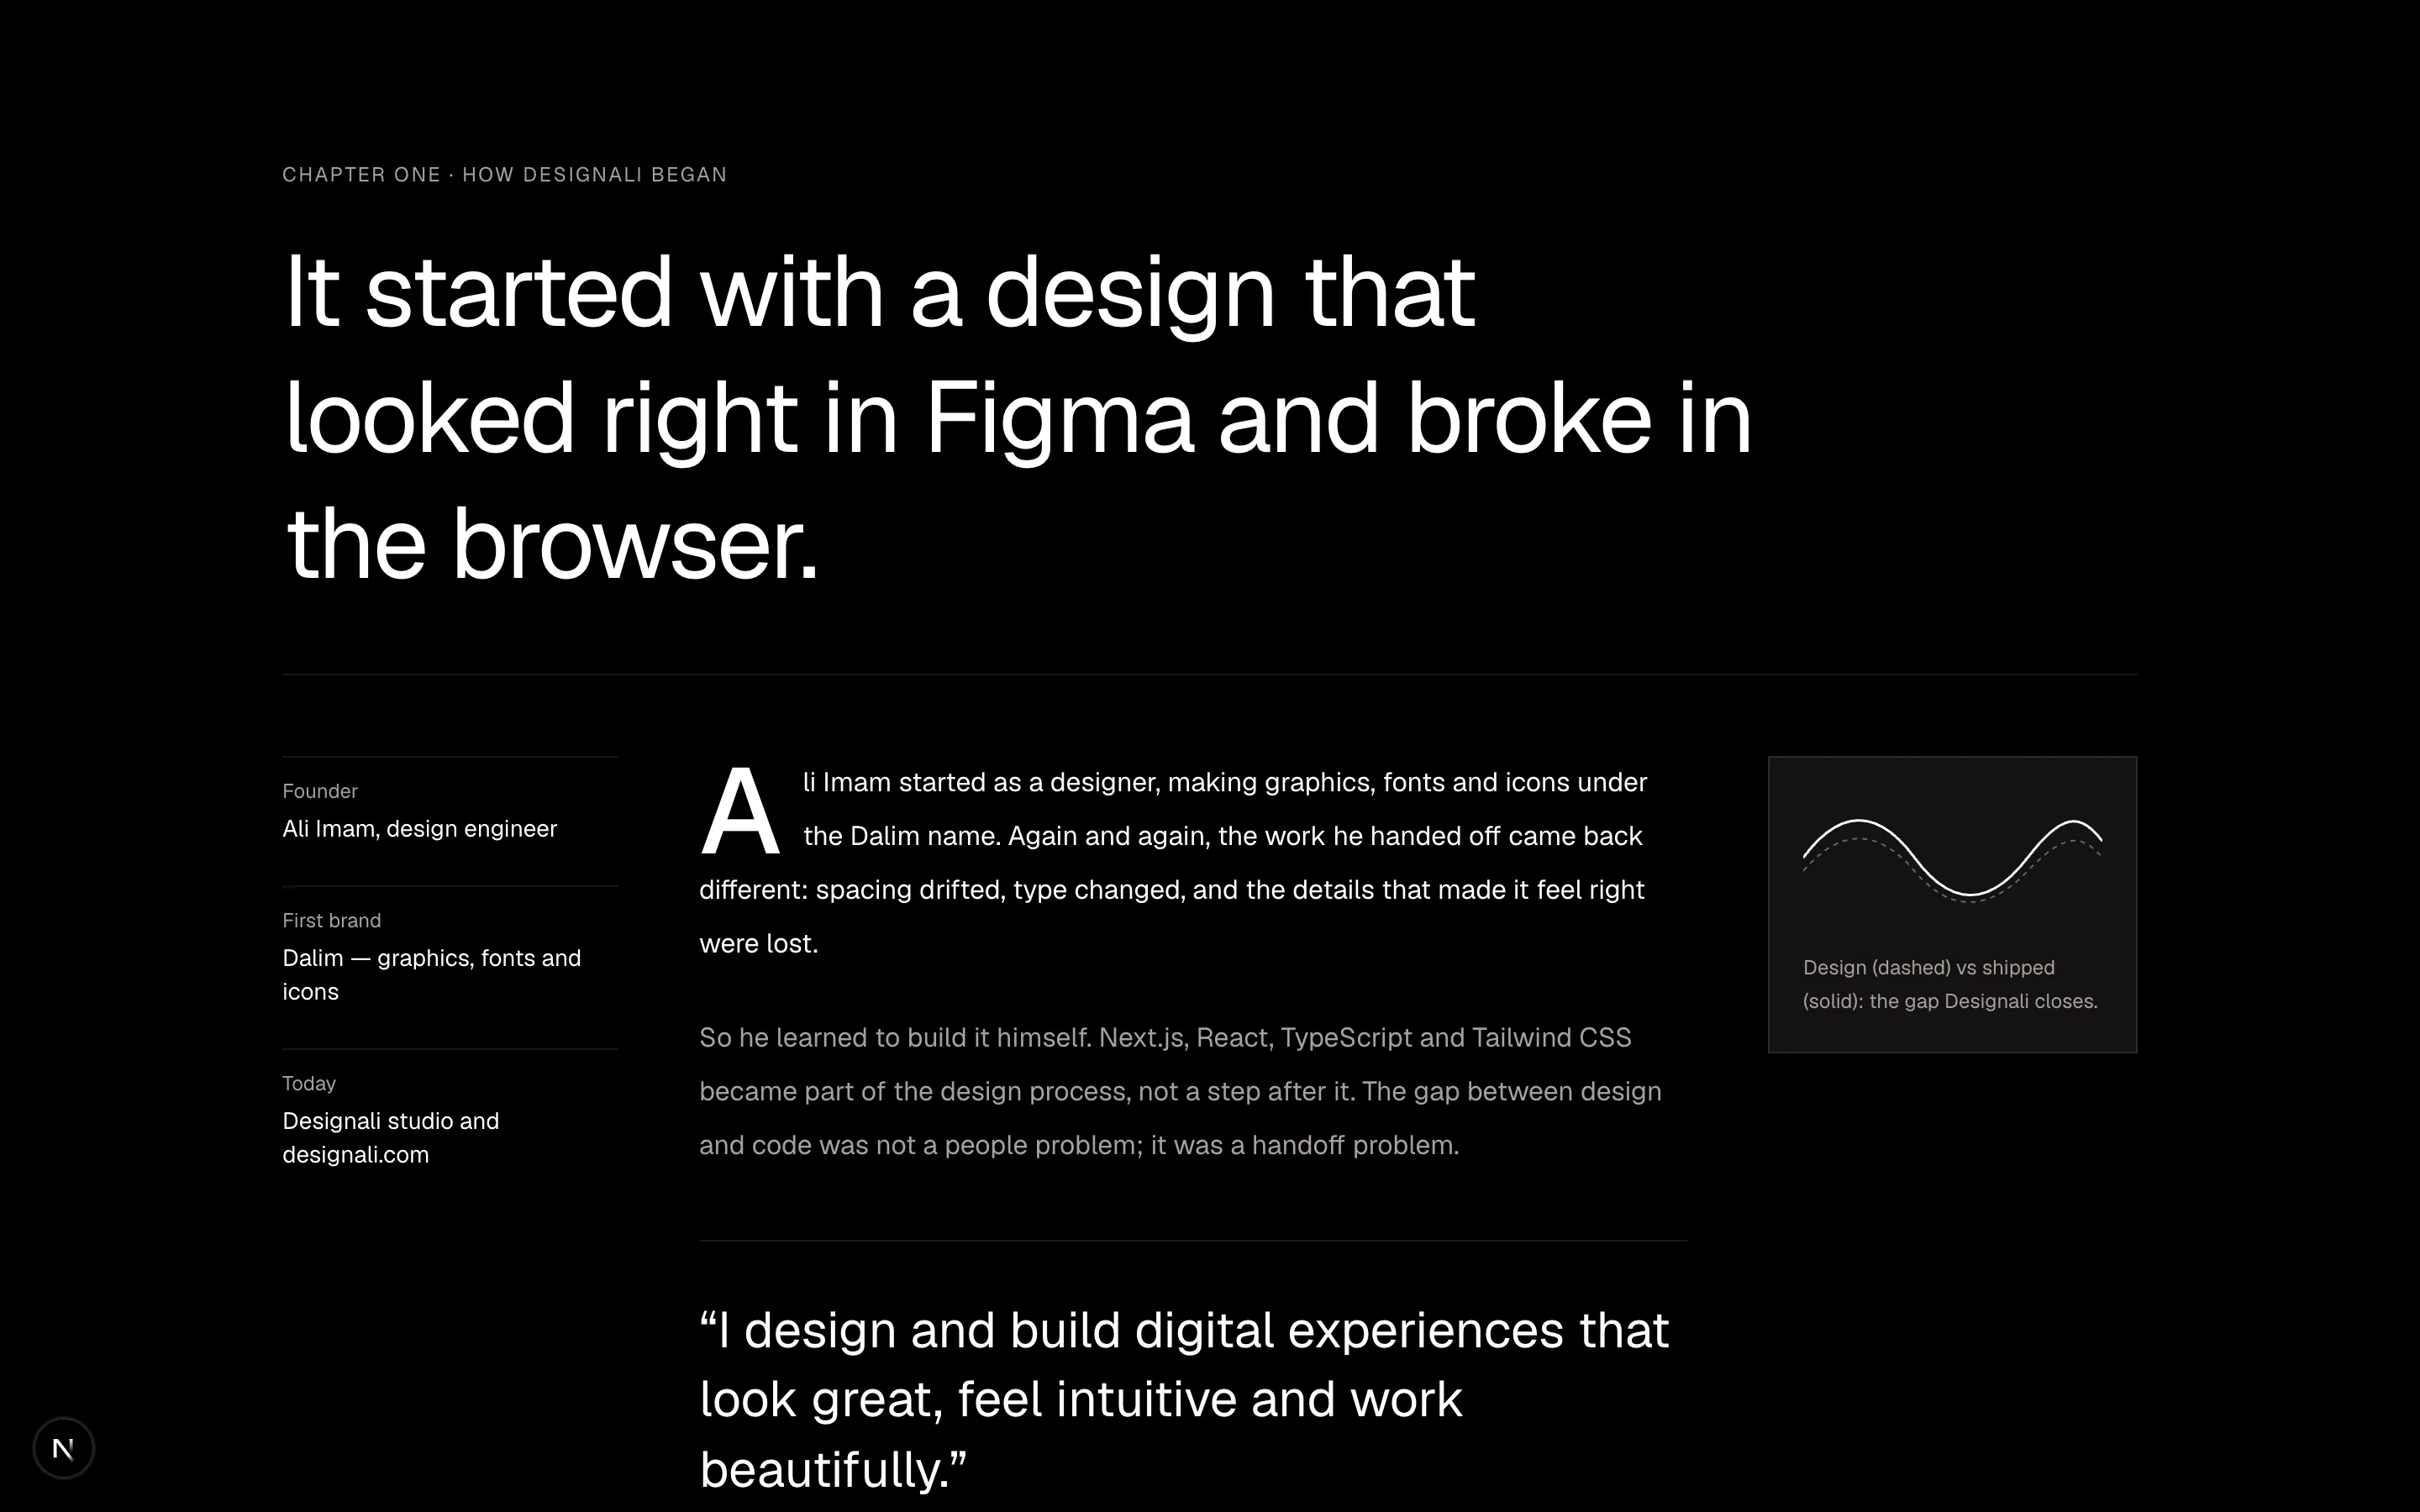 CHAPTER ONE · HOW DESIGNALI BEGAN
It started with a design that
looked right in Figma and broke in
the browser.
Founder
Ali Imam, design engineer
First brand
Dalim — graphics, fonts and
icons
Today
Designali studio and
designali.com
Ali Imam started as a designer, making graphics, fonts and icons under
the Dalim name. Again and again, the work he handed off came back
different: spacing drifted, type changed, and the details that made it feel right
were lost.
So he learned to build it himself. Next.js, React, TypeScript and Tailwind CSS
became part of the design process, not a step after it. The gap between design
and code was not a people problem; it was a handoff problem.
“I design and build digital experiences that
look great, feel intuitive and work
beautifully.”
Design (dashed) vs shipped
(solid): the gap Designali closes.
N